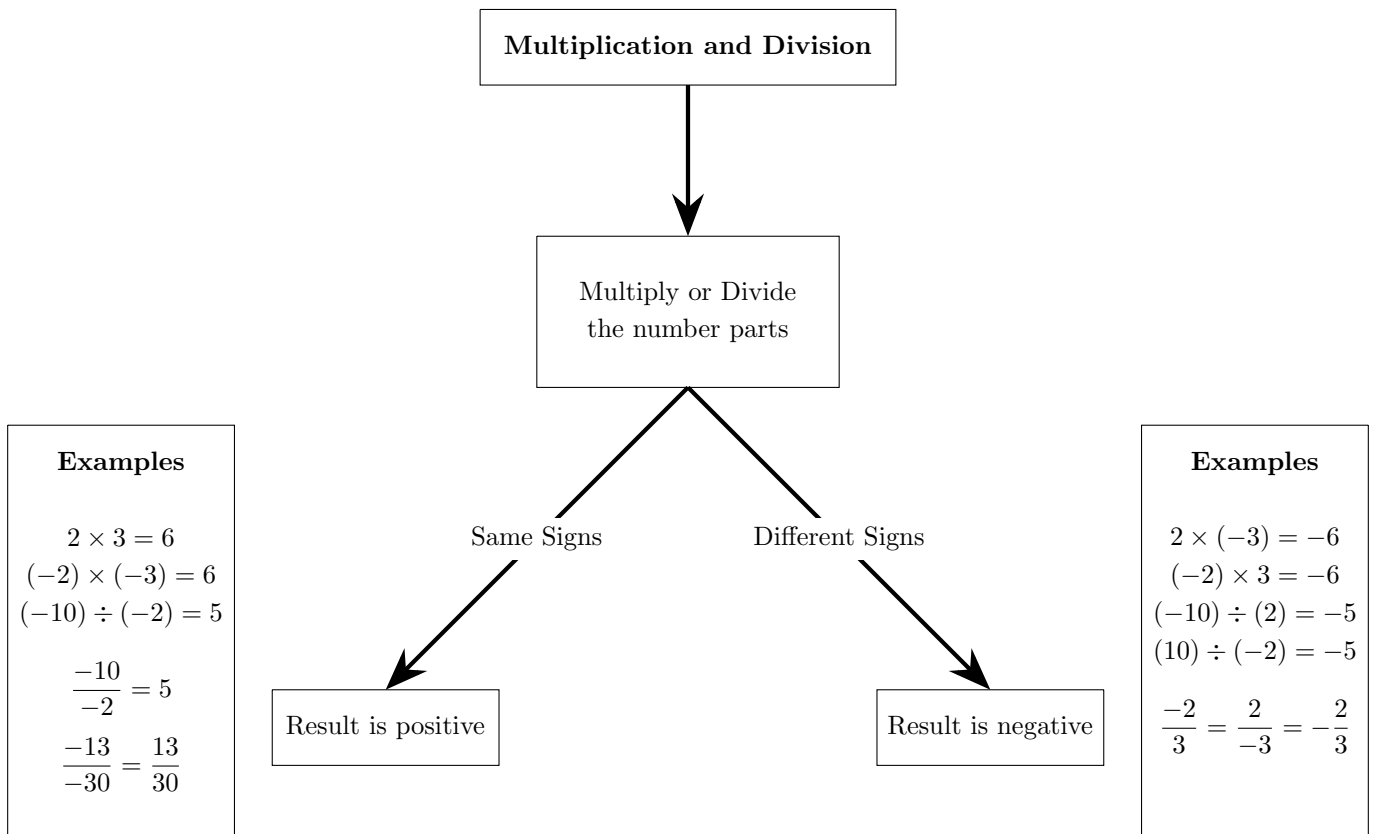 Multiplication and Division
Multiply or Divide
the number parts
Same Signs
Different Signs
Result is positive
Result is negative
Examples
2 × 3 = 6
(−2) × (−3) = 6
(−10) ÷ (−2) = 5
−10/−2 = 5
−13/−30 = 13/30
Examples
2 × (−3) = −6
(−2) × 3 = −6
(−10) ÷ (2) = −5
(10) ÷ (−2) = −5
−2/3 = 2/−3 = −2/3